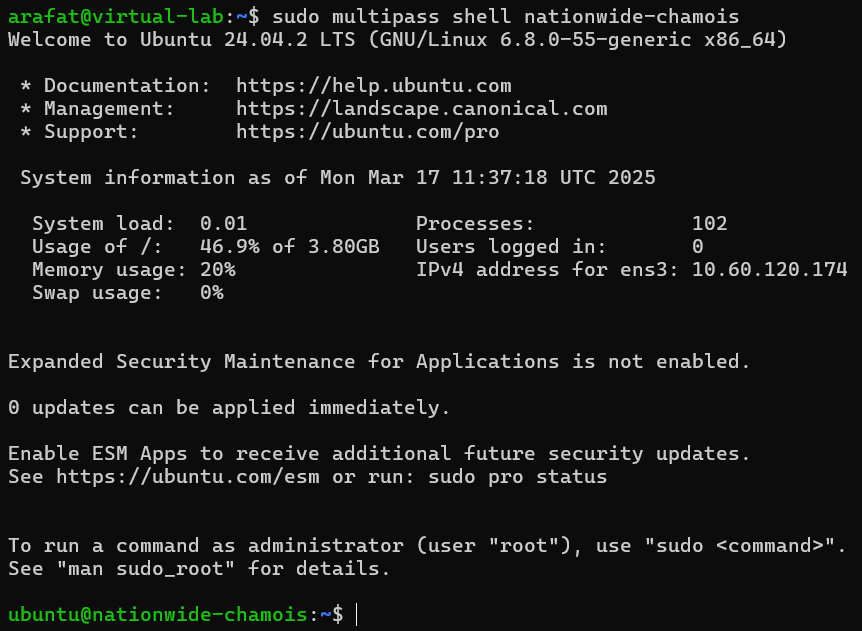 arafat@virtual-lab:~$ sudo multipass shell nationwide-chamois
Welcome to Ubuntu 24.04.2 LTS (GNU/Linux 6.8.0-55-generic x86_64)
* Documentation:  https://help.ubuntu.com
* Management:     https://landscape.canonical.com
* Support:        https://ubuntu.com/pro
System information as of Mon Mar 17 11:37:18 UTC 2025
System load:  0.01              Processes:             102
Usage of /:   46.9% of 3.80GB   Users logged in:       0
Memory usage: 20%               IPv4 address for ens3: 10.60.120.174
Swap usage:   0%
Expanded Security Maintenance for Applications is not enabled.
0 updates can be applied immediately.
Enable ESM Apps to receive additional future security updates.
See https://ubuntu.com/esm or run: sudo pro status
To run a command as administrator (user "root"), use "sudo <command>".
See "man sudo_root" for details.
ubuntu@nationwide-chamois:~$